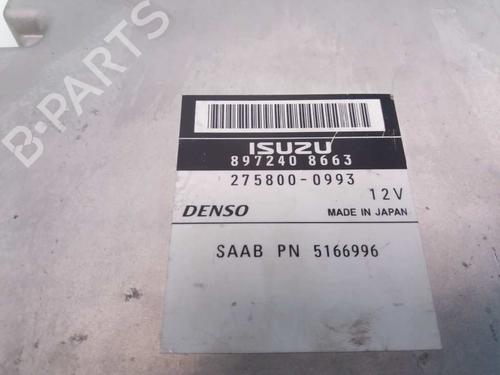 B-PARTS
ISUZU
897240 8663
275800-0993
12V
DENSO MADE IN JAPAN
SAAB PN 5166996